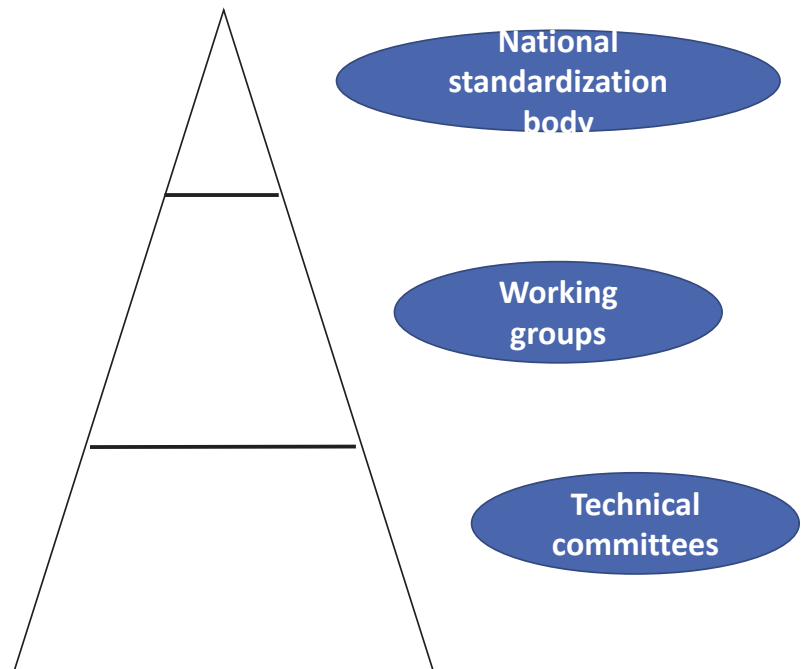 National
standardization
body
Working
groups
Technical
committees